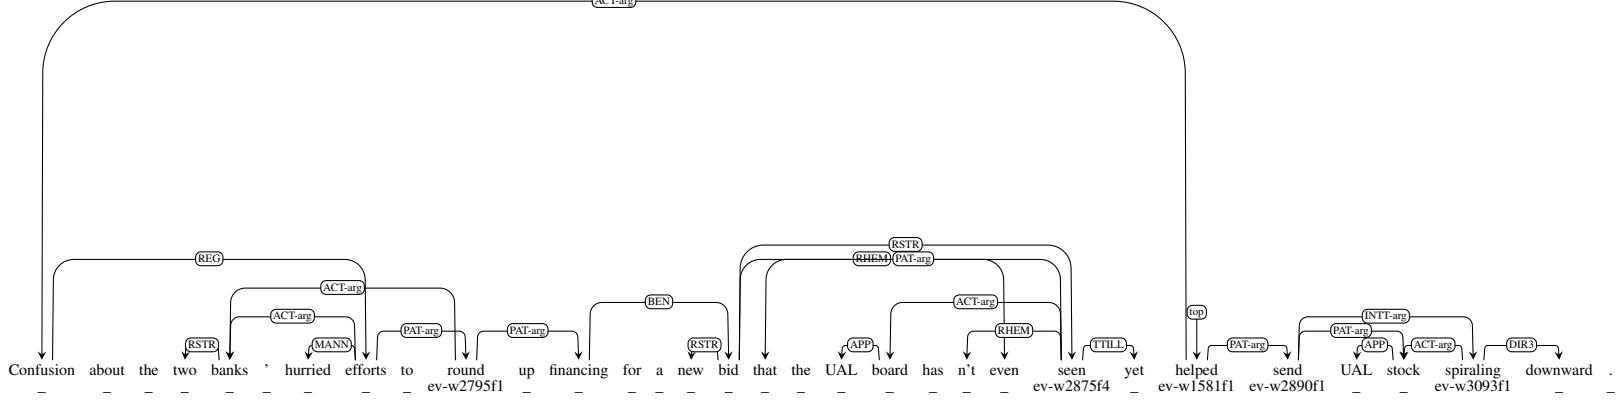 ACT-arg
RSTR
REG RHEM PAT-arg
ACT-arg
BEN ACT-arg
top
ACT-arg INTT-arg
PAT-arg PAT-arg RHEM PAT-arg
RSTR MANN RSTR APP TTILL PAT-arg APP ACT-arg DIR3
Confusion about the two banks ' hurried efforts to round up financing for a new bid that the UAL board has n't even seen yet helped send UAL stock spiraling downward .
ev-w2795f1 ev-w2875f4 ev-w1581f1 ev-w2890f1 ev-w3093f1
_ _ _ _ _ _ _ _ _ _ _ _ _ _ _ _ _ _ _ _ _ _ _ _ _ _ _ _ _ _ _ _